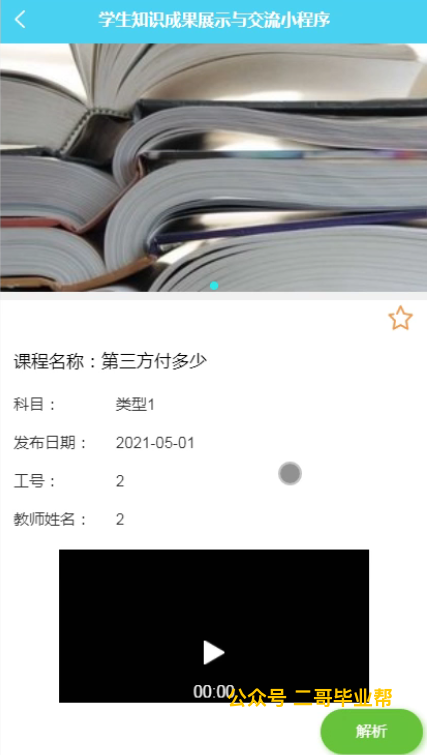 学生知识成果展示与交流小程序
课程名称：第三方付多少
科目： 类型1
发布日期： 2021-05-01
工号： 2
教师姓名： 2
00:00
公众号 二哥毕业帮
解析